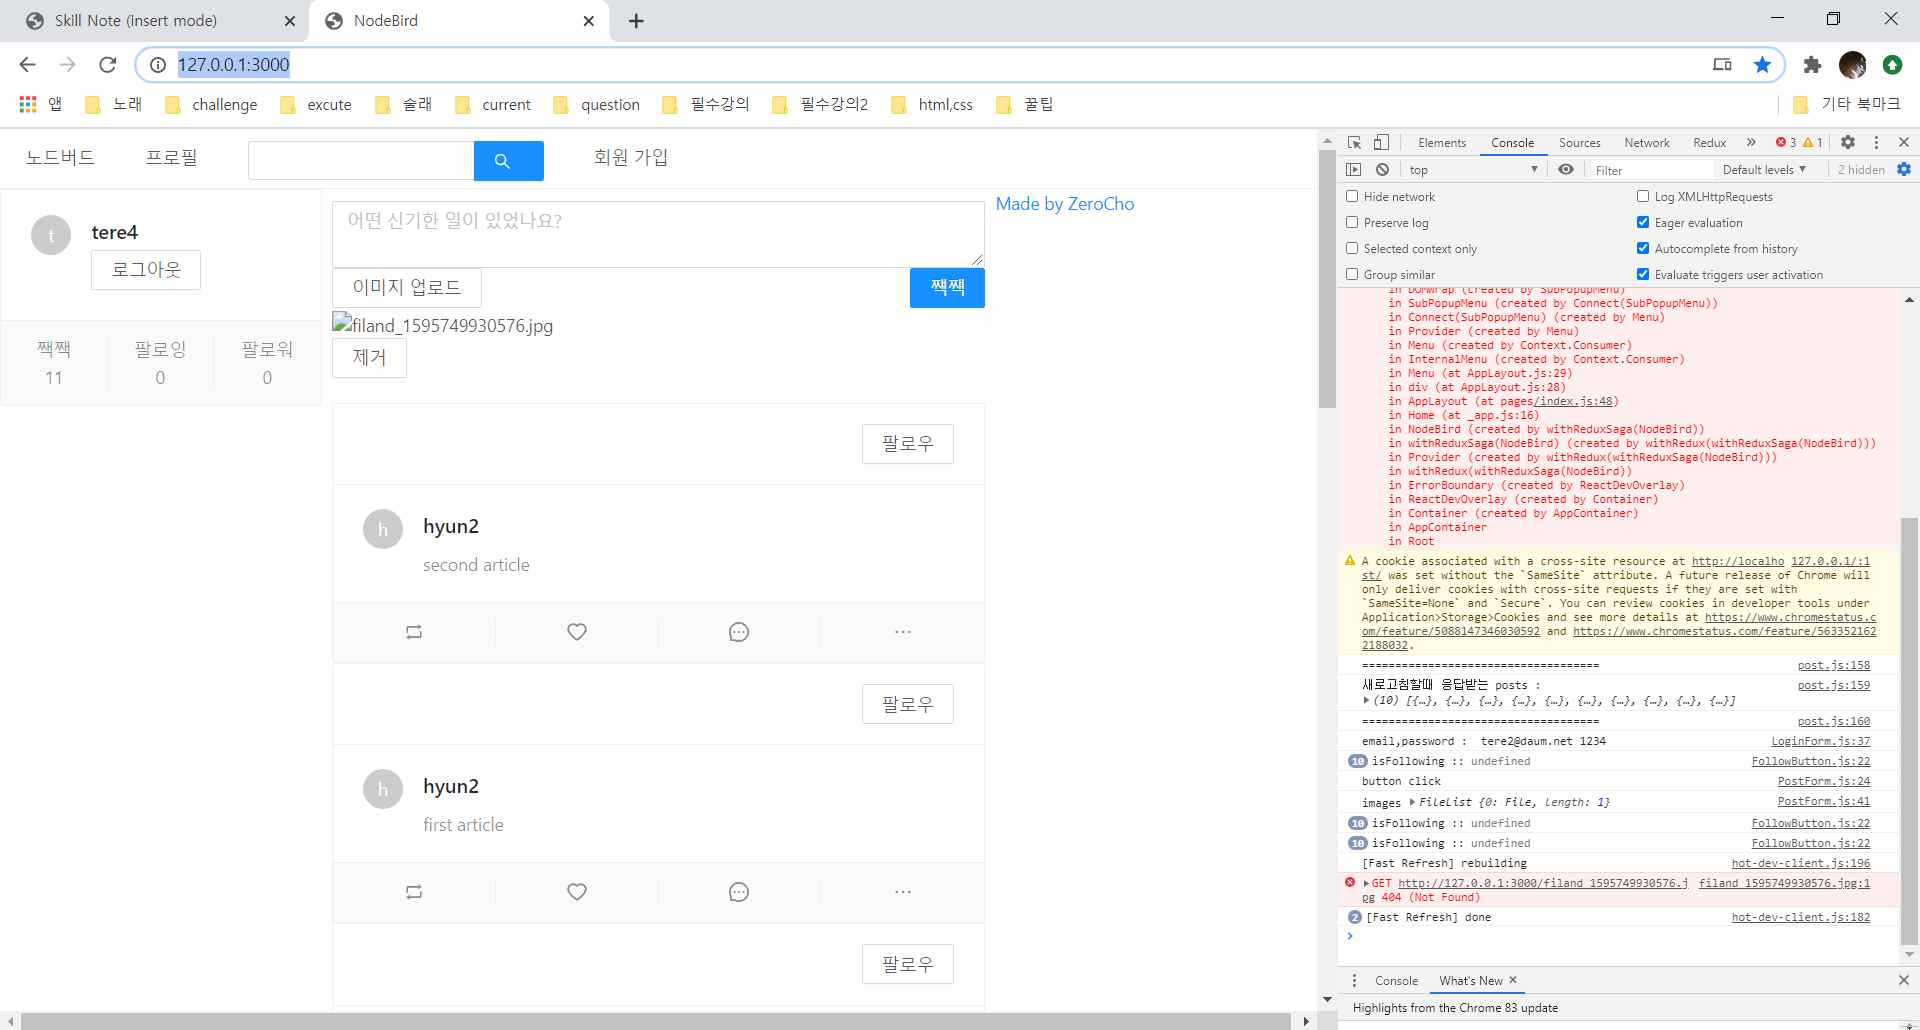 Skill Note (Insert mode)
NodeBird
127.0.0.1:3000
앱
노래
challenge
excute
술래
current
question
필수강의
필수강의2
html,css
꿀팁
기타 북마크
노드버드
프로필
회원 가입
t
tere4
로그아웃
짹짹
팔로잉
팔로워
11
0
0
어떤 신기한 일이 있었나요?
이미지 업로드
짹짹
filand_1595749930576.jpg
제거
팔로우
h
hyun2
second article
팔로우
h
hyun2
first article
팔로우
Made by ZeroCho
Elements
Console
Sources
Network
Redux
3
1
top
Filter
Default levels
2 hidden
Hide network
Log XMLHttpRequests
Preserve log
Eager evaluation
Selected context only
Autocomplete from history
Group similar
Evaluate triggers user activation
in DOMWrap (created by SubPopupMenu)
in SubPopupMenu (created by Connect(SubPopupMenu))
in Connect(SubPopupMenu) (created by Menu)
in Provider (created by Menu)
in Menu (created by Context.Consumer)
in InternalMenu (created by Context.Consumer)
in Menu (at AppLayout.js:29)
in div (at AppLayout.js:28)
in AppLayout (at pages/index.js:48)
in Home (at _app.js:16)
in NodeBird (created by withReduxSaga(NodeBird))
in withReduxSaga(NodeBird) (created by withRedux(withReduxSaga(NodeBird)))
in Provider (created by withRedux(withReduxSaga(NodeBird)))
in withRedux(withReduxSaga(NodeBird))
in ErrorBoundary (created by ReactDevOverlay)
in ReactDevOverlay (created by Container)
in Container (created by AppContainer)
in AppContainer
in Root
A cookie associated with a cross-site resource at http://localho 127.0.0.1/:1
st/ was set without the `SameSite` attribute. A future release of Chrome will
only deliver cookies with cross-site requests if they are set with
`SameSite=None` and `Secure`. You can review cookies in developer tools under
Application>Storage>Cookies and see more details at https://www.chromestatus.c
om/feature/5088147346030592 and https://www.chromestatus.com/feature/563352162
2188032.
================================== post.js:158
새로고침할때 응답받는 posts : post.js:159
(10) [{…}, {…}, {…}, {…}, {…}, {…}, {…}, {…}, {…}, {…}]
================================== post.js:160
email,password : tere2@daum.net 1234 LoginForm.js:37
10 isFollowing :: undefined FollowButton.js:22
button click PostForm.js:24
images FileList {0: File, length: 1} PostForm.js:41
10 isFollowing :: undefined FollowButton.js:22
10 isFollowing :: undefined FollowButton.js:22
[Fast Refresh] rebuilding hot-dev-client.js:196
GET http://127.0.0.1:3000/filand_1595749930576.j filand_1595749930576.jpg:1
pg 404 (Not Found)
2 [Fast Refresh] done hot-dev-client.js:182
Console
What's New
Highlights from the Chrome 83 update